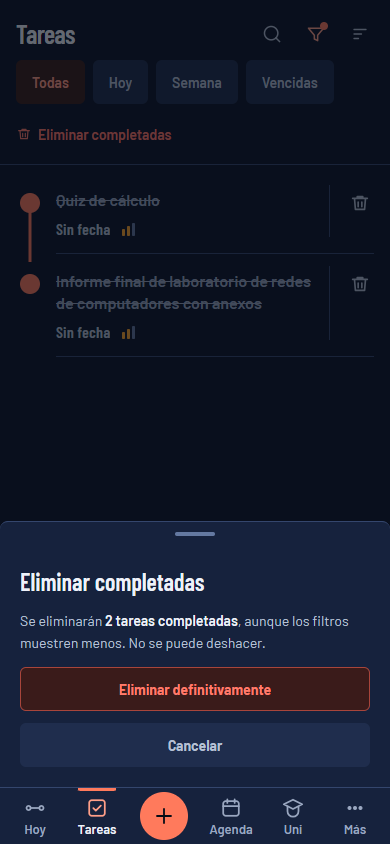 Tareas
Todas
Hoy
Semana
Vencidas
Eliminar completadas
Quiz de cálculo
Sin fecha
Informe final de laboratorio de redes
de computadores con anexos
Sin fecha
Eliminar completadas
Se eliminarán 2 tareas completadas, aunque los filtros
muestren menos. No se puede deshacer.
Eliminar definitivamente
Cancelar
Hoy
Tareas
Agenda
Uni
Más